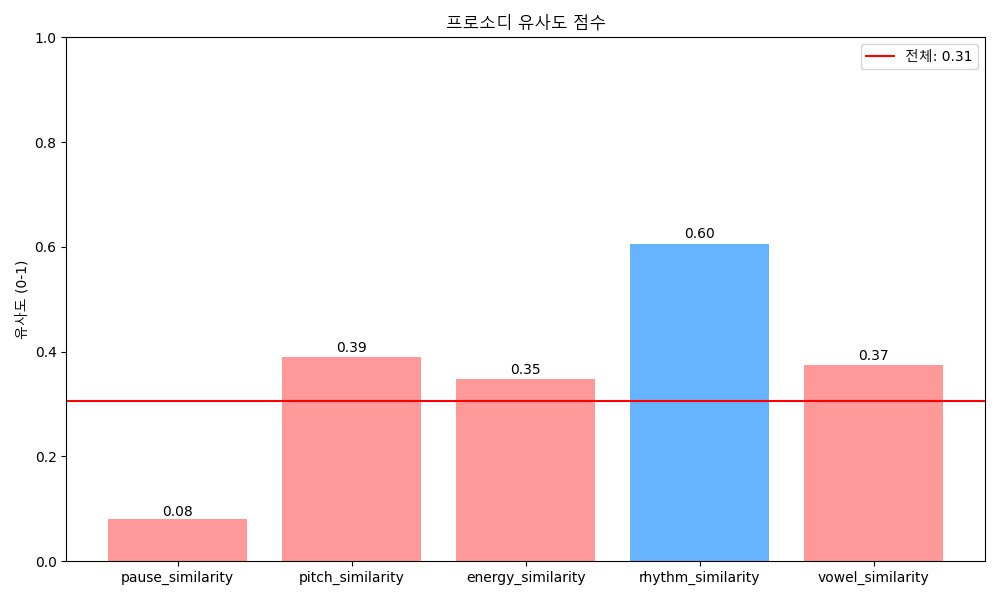 프로소디 유사도 점수
전체: 0.31
유사도 (0-1)
1.0
0.8
0.6
0.4
0.2
0.0
0.08
0.39
0.35
0.60
0.37
pause_similarity
pitch_similarity
energy_similarity
rhythm_similarity
vowel_similarity